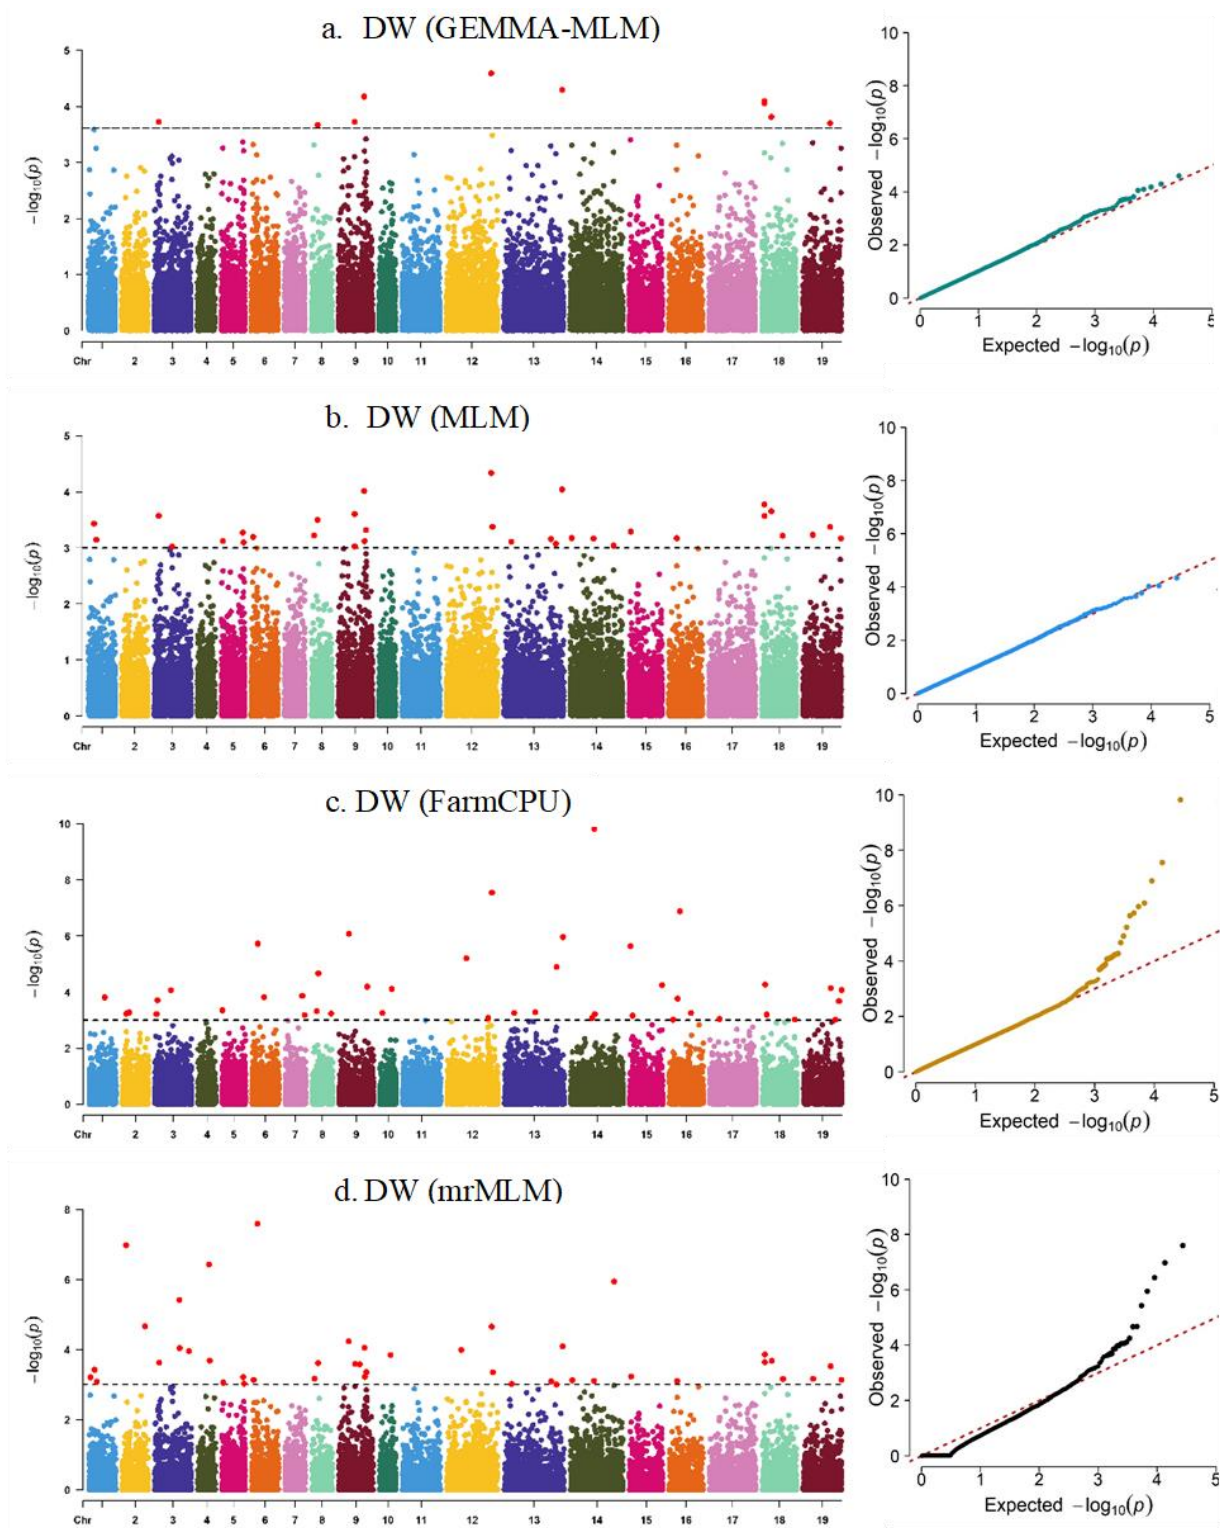 a. DW (GEMMA-MLM)
5
4
3
2
1
0
−log10(p)
Chr 2 3 4 5 6 7 8 9 10 11 12 13 14 15 16 17 18 19
10
8
6
4
2
0
Observed −log10(p)
0 1 2 3 4 5
Expected −log10(p)
b. DW (MLM)
5
4
3
2
1
0
−log10(p)
Chr 2 3 4 5 6 7 8 9 10 11 12 13 14 15 16 17 18 19
10
8
6
4
2
0
Observed −log10(p)
0 1 2 3 4 5
Expected −log10(p)
c. DW (FarmCPU)
10
8
6
4
2
0
−log10(p)
Chr 2 3 4 5 6 7 8 9 10 11 12 13 14 15 16 17 18 19
10
8
6
4
2
0
Observed −log10(p)
0 1 2 3 4 5
Expected −log10(p)
d. DW (mrMLM)
8
6
4
2
0
−log10(p)
Chr 2 3 4 5 6 7 8 9 10 11 12 13 14 15 16 17 18 19
10
8
6
4
2
0
Observed −log10(p)
0 1 2 3 4 5
Expected −log10(p)